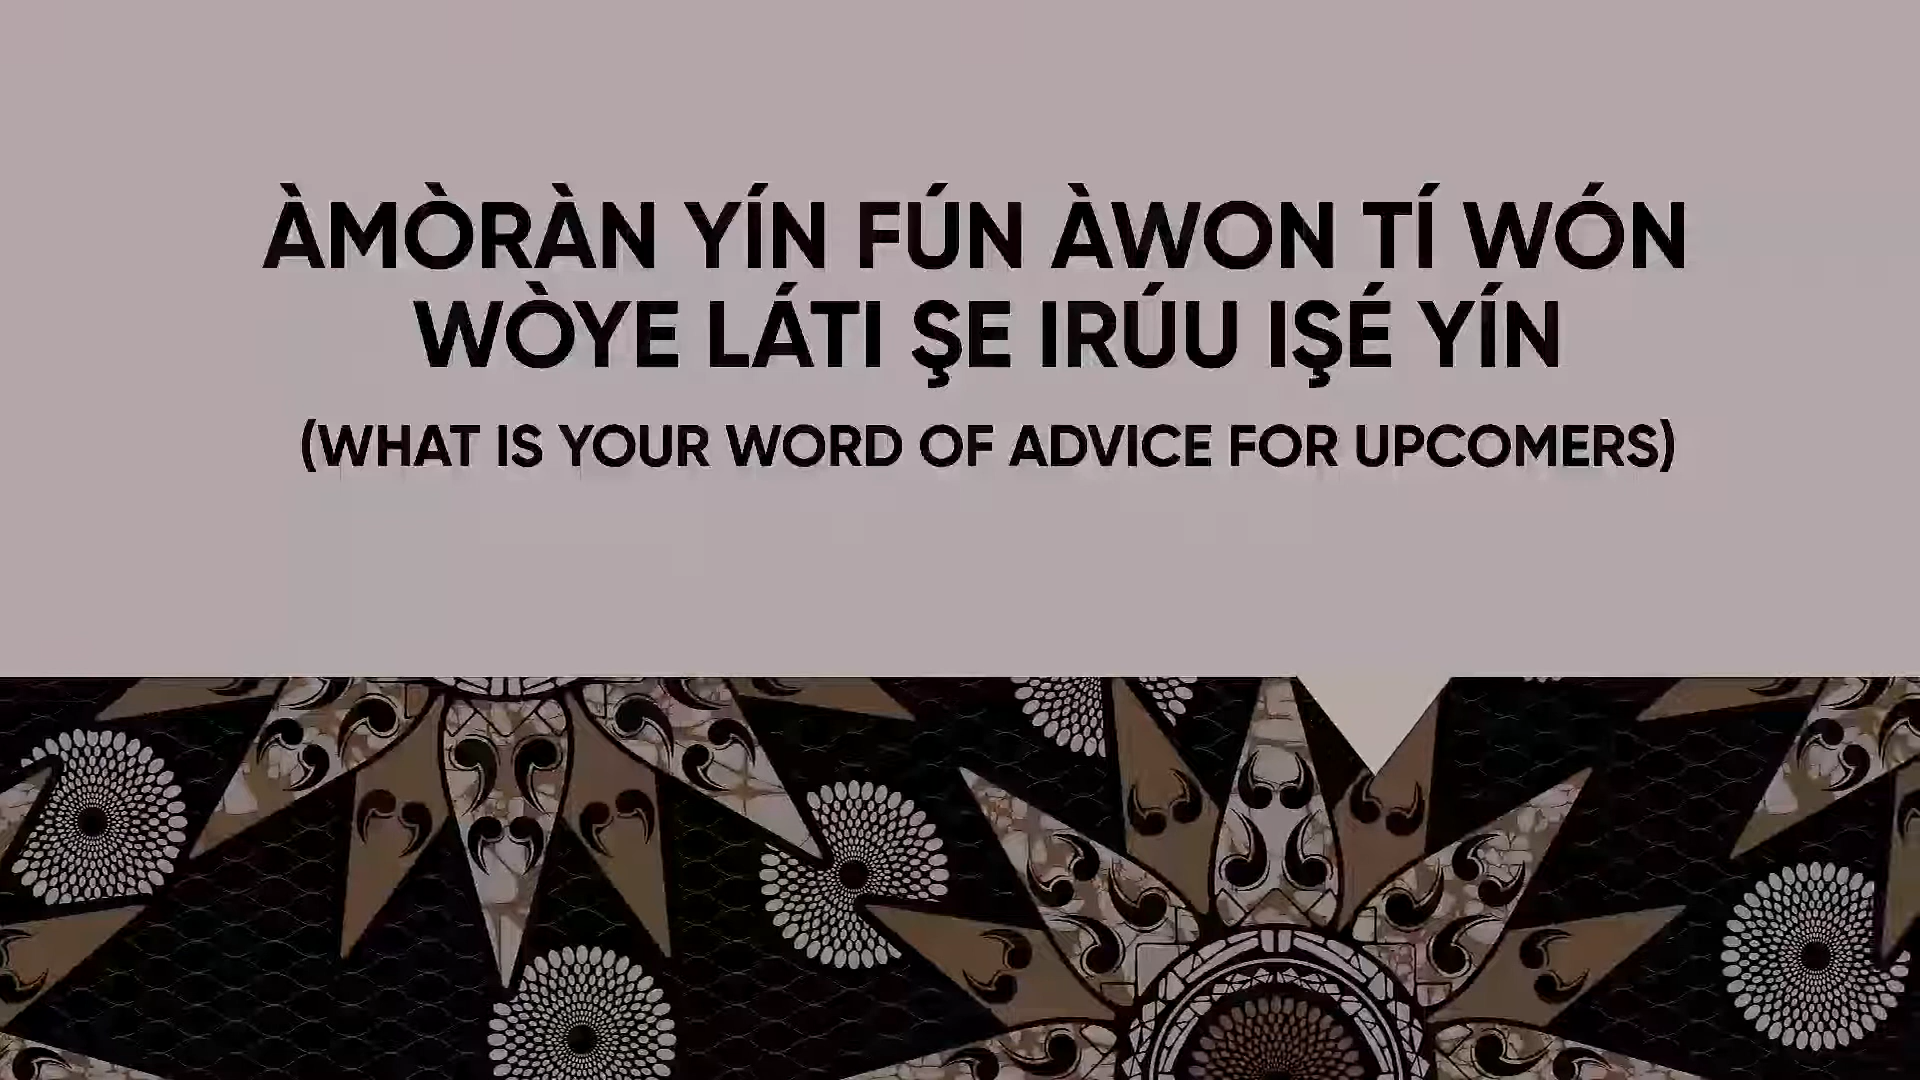 ÀMÒRÀN YÍN FÚN ÀWON TÍ WÓN
WÒYE LÁTI ŞE IRÚU IŞÉ YÍN
(WHAT IS YOUR WORD OF ADVICE FOR UPCOMERS)